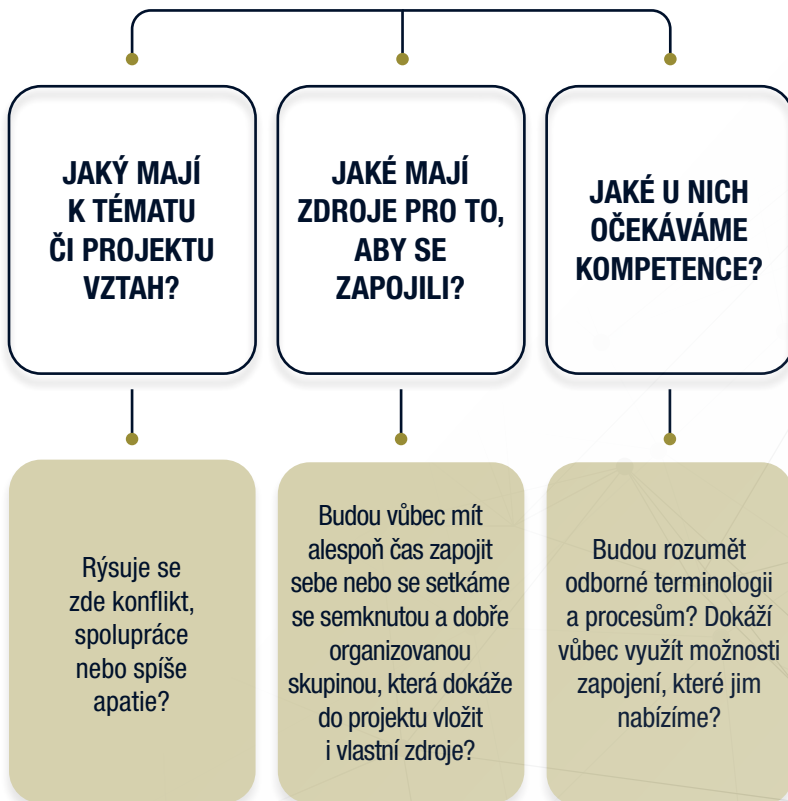 JAKÝ MAJÍ
K TÉMATU
ČI PROJEKTU
VZTAH?
JAKÉ MAJÍ
ZDROJE PRO TO,
ABY SE
ZAPOJILI?
JAKÉ U NICH
OČEKÁVÁME
KOMPETENCE?
Rýsuje se
zde konflikt,
spolupráce
nebo spíše
apatie?
Budou vůbec mít
alespoň čas zapojit
sebe nebo se setkáme
se semknutou a dobře
organizovanou
skupinou, která dokáže
do projektu vložit
i vlastní zdroje?
Budou rozumět
odborné terminologii
a procesům? Dokáží
vůbec využít možnosti
zapojení, které jim
nabízíme?